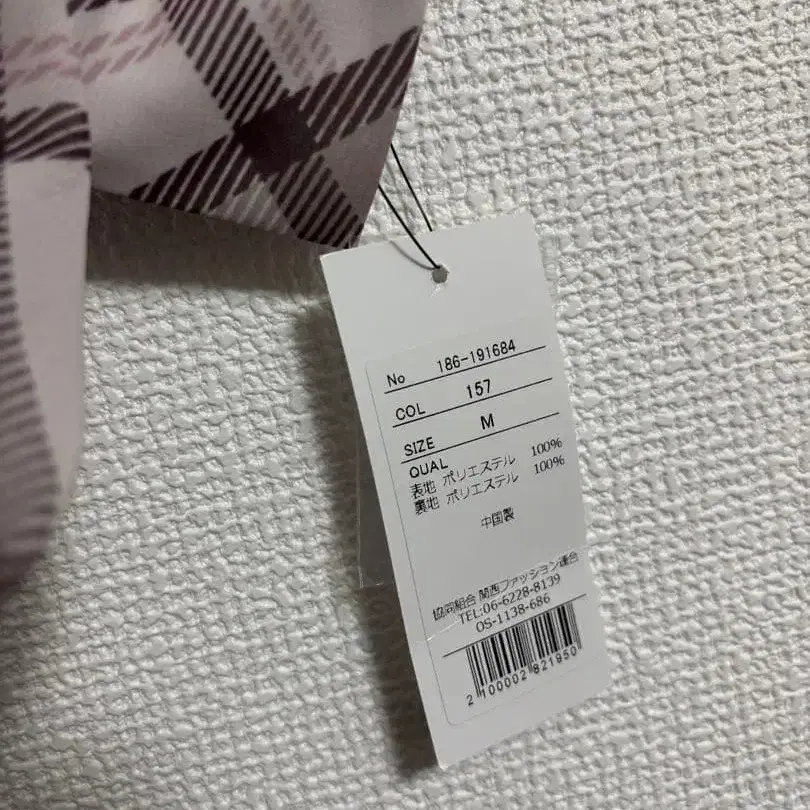 No 186-191684
COL 157
SIZE M
QUAL
表地 ポリエステル 100%
裏地 ポリエステル 100%
中国製
協同組合 関西ファッション連合
TEL:06-6228-8139
OS-1138-686
2 100002 821950